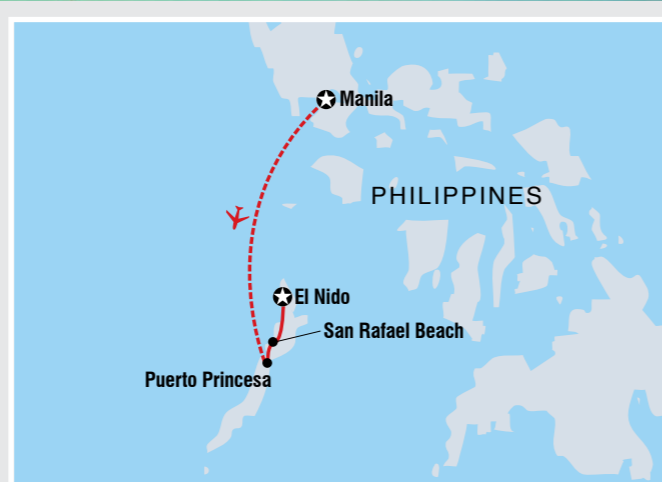 Manila
PHILIPPINES
El Nido
San Rafael Beach
Puerto Princesa